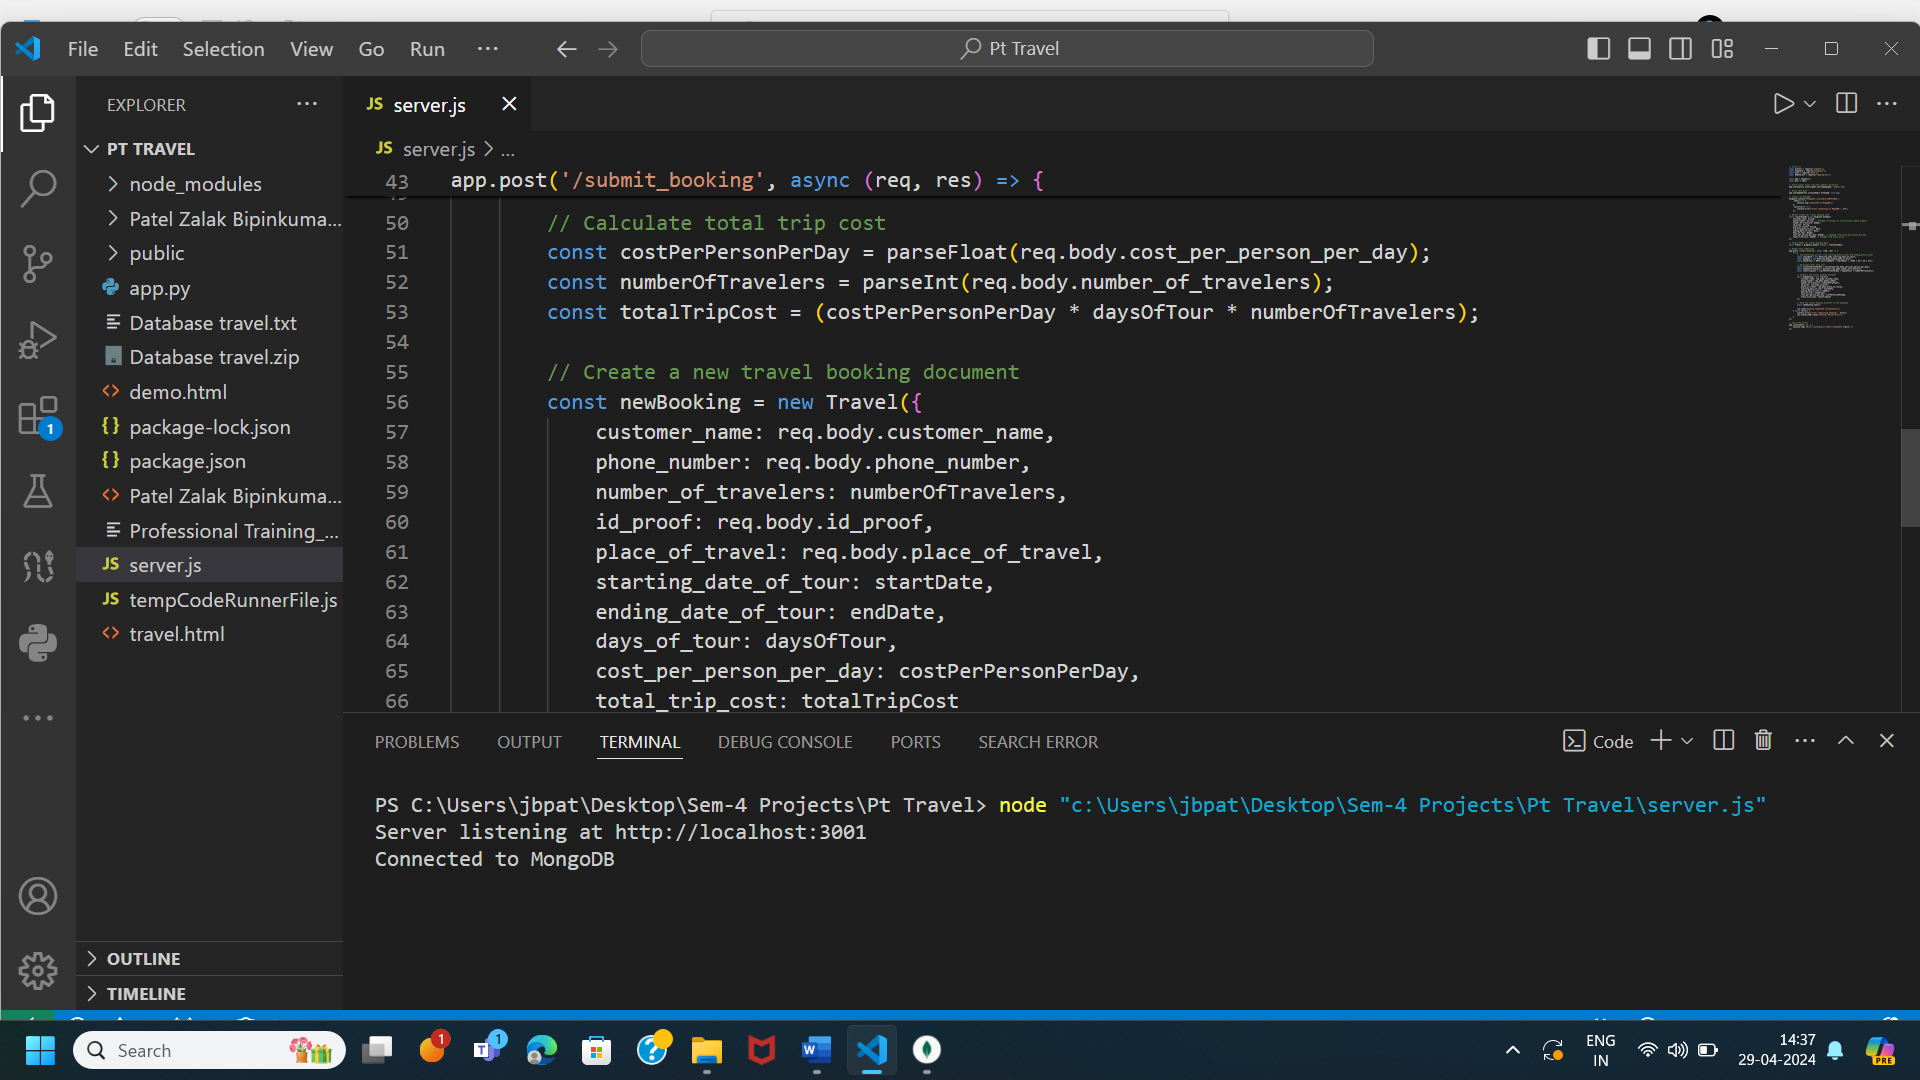 File Edit Selection View Go Run ...
Pt Travel
EXPLORER ...
PT TRAVEL
node_modules
Patel Zalak Bipinkuma...
public
app.py
Database travel.txt
Database travel.zip
demo.html
package-lock.json
package.json
Patel Zalak Bipinkuma...
Professional Training_...
JS server.js
JS tempCodeRunnerFile.js
travel.html
OUTLINE
TIMELINE
1
JS server.js
JS server.js > ...
43 app.post('/submit_booking', async (req, res) => {
50 // Calculate total trip cost
51 const costPerPersonPerDay = parseFloat(req.body.cost_per_person_per_day);
52 const numberOfTravelers = parseInt(req.body.number_of_travelers);
53 const totalTripCost = (costPerPersonPerDay * daysOfTour * numberOfTravelers);
54
55 // Create a new travel booking document
56 const newBooking = new Travel({
57 customer_name: req.body.customer_name,
58 phone_number: req.body.phone_number,
59 number_of_travelers: numberOfTravelers,
60 id_proof: req.body.id_proof,
61 place_of_travel: req.body.place_of_travel,
62 starting_date_of_tour: startDate,
63 ending_date_of_tour: endDate,
64 days_of_tour: daysOfTour,
65 cost_per_person_per_day: costPerPersonPerDay,
66 total_trip_cost: totalTripCost
PROBLEMS OUTPUT TERMINAL DEBUG CONSOLE PORTS SEARCH ERROR
Code
PS C:\Users\jbpat\Desktop\Sem-4 Projects\Pt Travel> node "c:\Users\jbpat\Desktop\Sem-4 Projects\Pt Travel\server.js"
Server listening at http://localhost:3001
Connected to MongoDB
Search
1
1
ENG
IN
14:37
29-04-2024
PRE